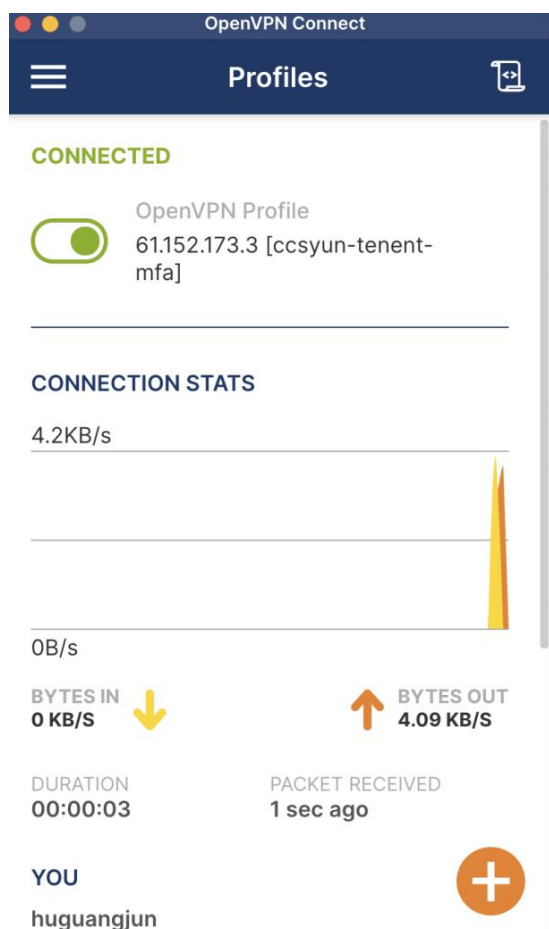 OpenVPN Connect
Profiles
CONNECTED
OpenVPN Profile
61.152.173.3 [ccsyun-tenent-
mfa]
CONNECTION STATS
4.2KB/s
0B/s
BYTES IN
0 KB/S
BYTES OUT
4.09 KB/S
DURATION
00:00:03
PACKET RECEIVED
1 sec ago
YOU
huguangjun